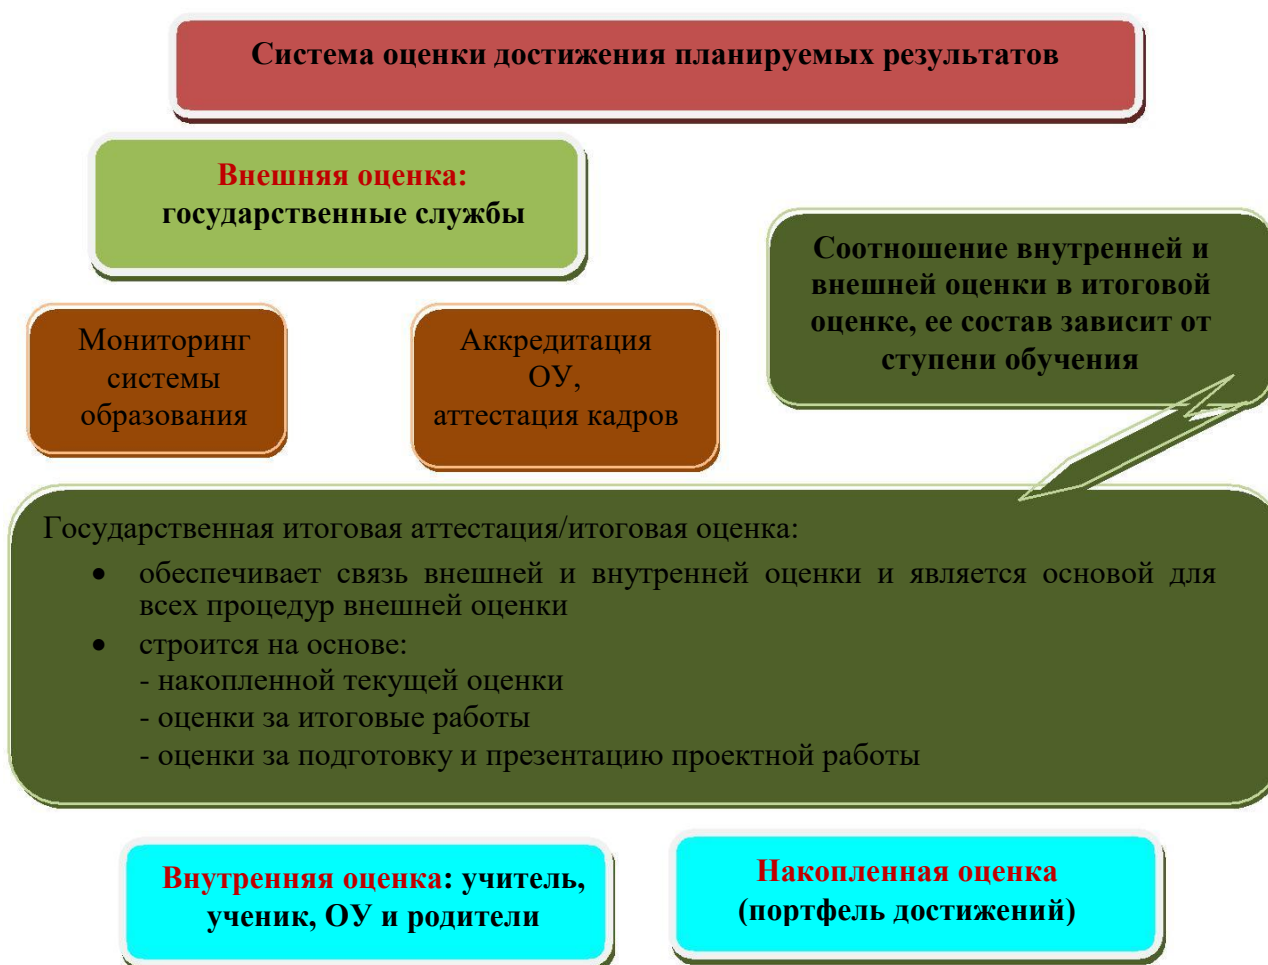 Система оценки достижения планируемых результатов
Внешняя оценка:
государственные службы
Соотношение внутренней и
внешней оценки в итоговой
оценке, ее состав зависит от
ступени обучения
Мониторинг
системы
образования
Аккредитация
ОУ,
аттестация кадров
Государственная итоговая аттестация/итоговая оценка:
• обеспечивает связь внешней и внутренней оценки и является основой для
всех процедур внешней оценки
• строится на основе:
- накопленной текущей оценки
- оценки за итоговые работы
- оценки за подготовку и презентацию проектной работы
Внутренняя оценка: учитель,
ученик, ОУ и родители
Накопленная оценка
(портфель достижений)